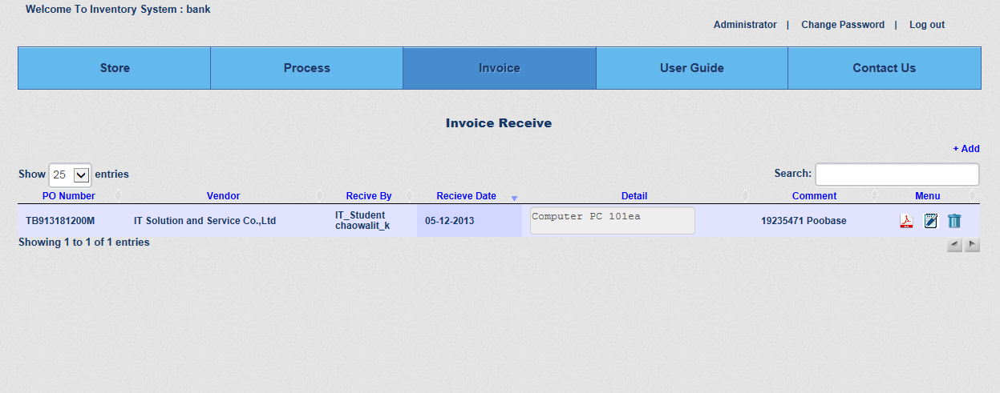 Welcome To Inventory System : bank
Administrator | Change Password | Log out
Store Process Invoice User Guide Contact Us
Invoice Receive
+ Add
Show 25 entries Search:
PO Number Vendor Recive By Recieve Date Detail Comment Menu
TB913181200M IT Solution and Service Co.,Ltd IT_Student 05-12-2013 Computer PC 101ea 19235471 Poobase
chaowalit_k
Showing 1 to 1 of 1 entries